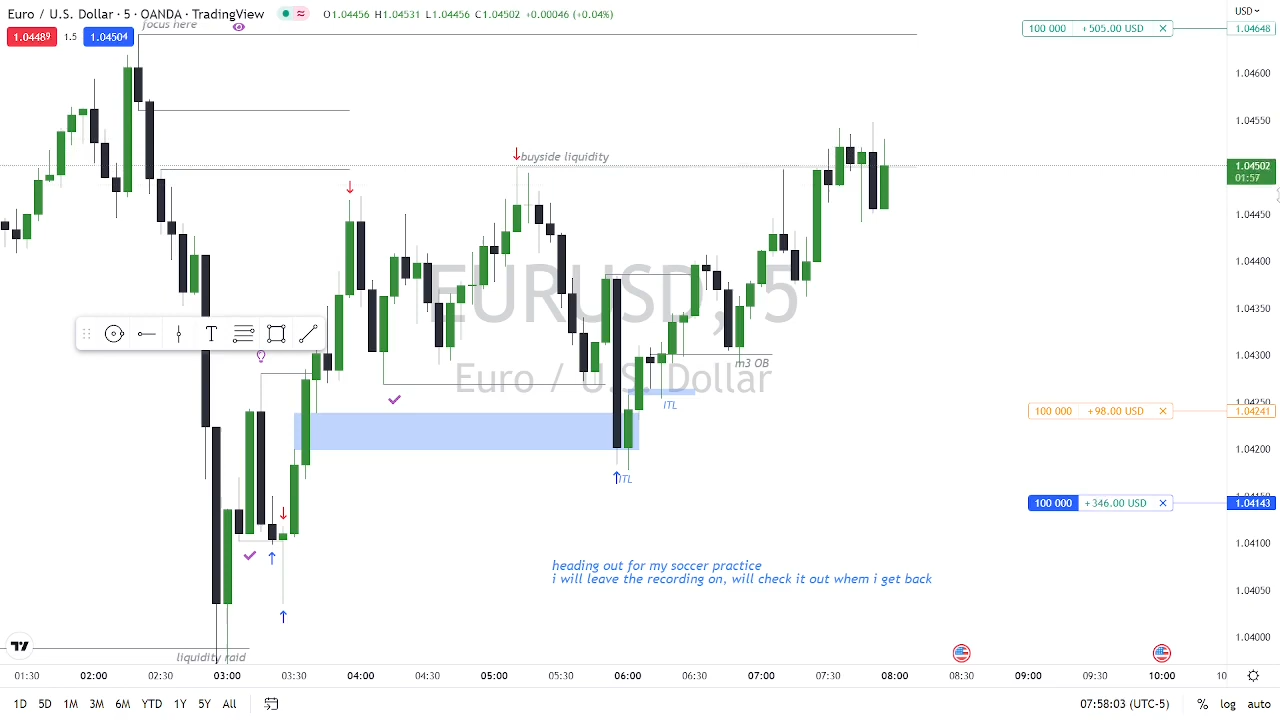 Euro / U.S. Dollar · 5 · OANDA · TradingView
O1.04456 H1.04531 L1.04456 C1.04502 +0.00046 (+0.04%)
USD
focus here
1.04489 1.5 1.04504
100 000 +505.00 USD
1.04648
1.04600
1.04550
buyside liquidity
1.04502
01:57
1.04450
1.04400
EURUSD, 5
1.04350
1.04300
m3 OB
Euro / U.S. Dollar
ITL
100 000 +98.00 USD
1.04241
1.04200
ITL
100 000 +346.00 USD
1.04143
1.04100
heading out for my soccer practice
i will leave the recording on, will check it out whem i get back
1.04050
1.04000
liquidity raid
01:30 02:00 02:30 03:00 03:30 04:00 04:30 05:00 05:30 06:00 06:30 07:00 07:30 08:00 08:30 09:00 09:30 10:00 10
1D 5D 1M 3M 6M YTD 1Y 5Y All
07:58:03 (UTC-5) % log auto